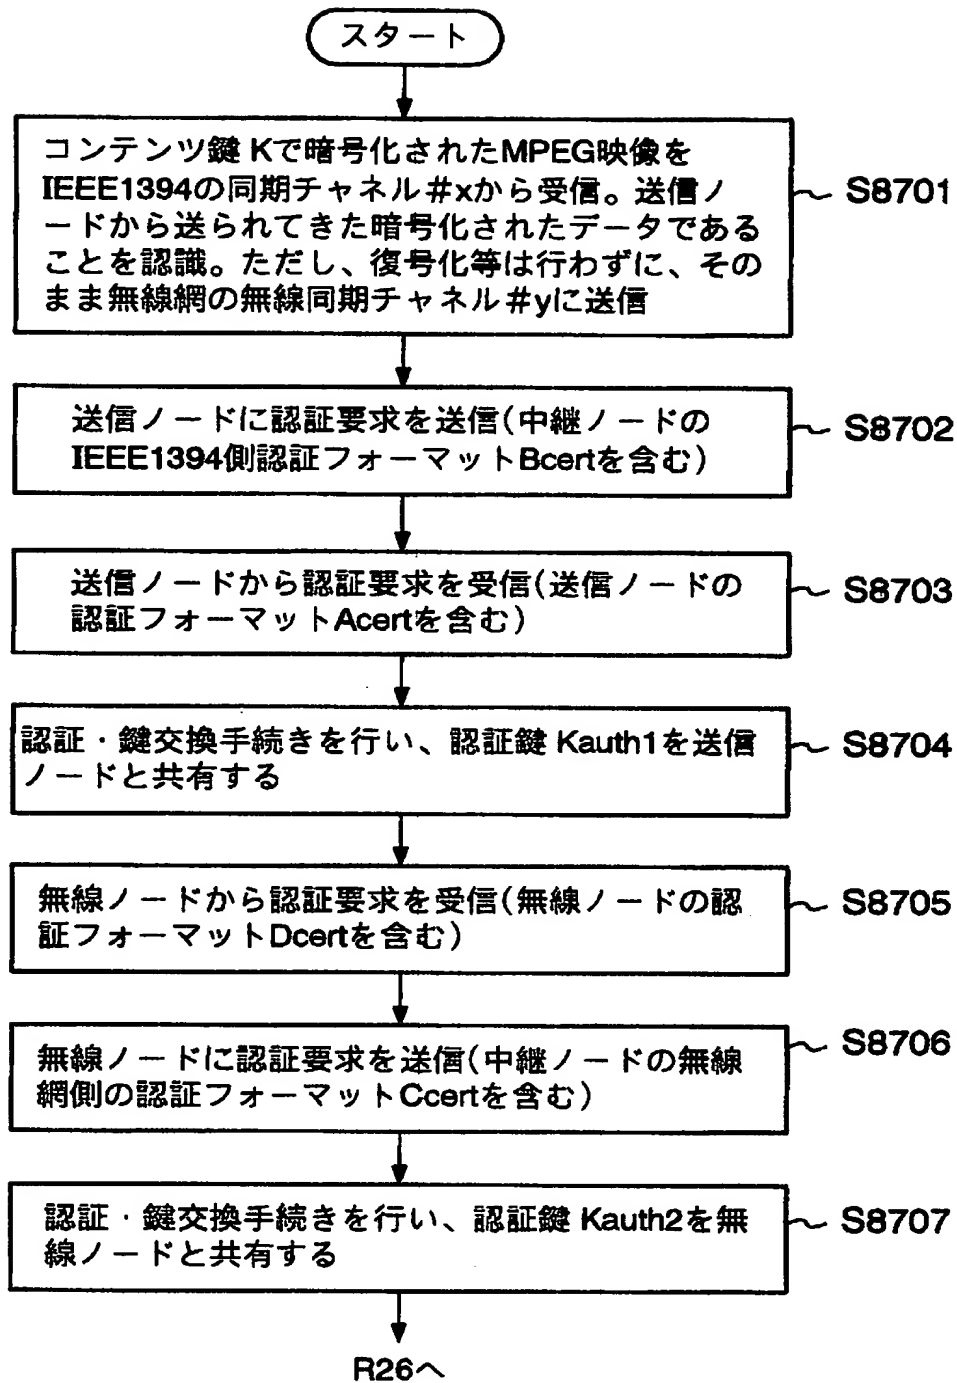 スタート
コンテンツ鍵Kで暗号化されたMPEG映像を
IEEE1394の同期チャネル#xから受信。送信ノ
ードから送られてきた暗号化されたデータである
ことを認識。ただし、復号化等は行わずに、その
まま無線網の無線同期チャネル#yに送信
S8701
送信ノードに認証要求を送信(中継ノードの
IEEE1394側認証フォーマットBcertを含む)
S8702
送信ノードから認証要求を受信(送信ノードの
認証フォーマットAcertを含む)
S8703
認証・鍵交換手続きを行い、認証鍵Kauth1を送信
ノードと共有する
S8704
無線ノードから認証要求を受信(無線ノードの認
証フォーマットDcertを含む)
S8705
無線ノードに認証要求を送信(中継ノードの無線
網側の認証フォーマットCcertを含む)
S8706
認証・鍵交換手続きを行い、認証鍵Kauth2を無
線ノードと共有する
S8707
R26へ